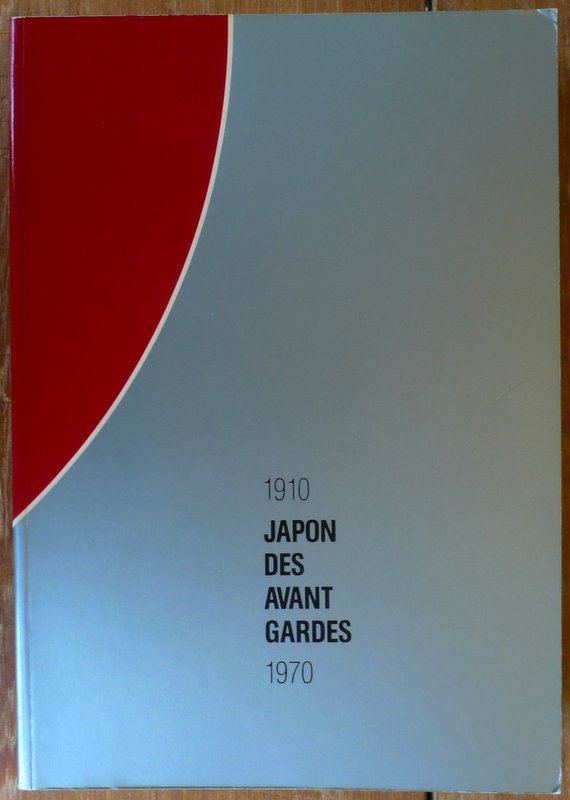 1910
JAPON
DES
AVANT
GARDES
1970